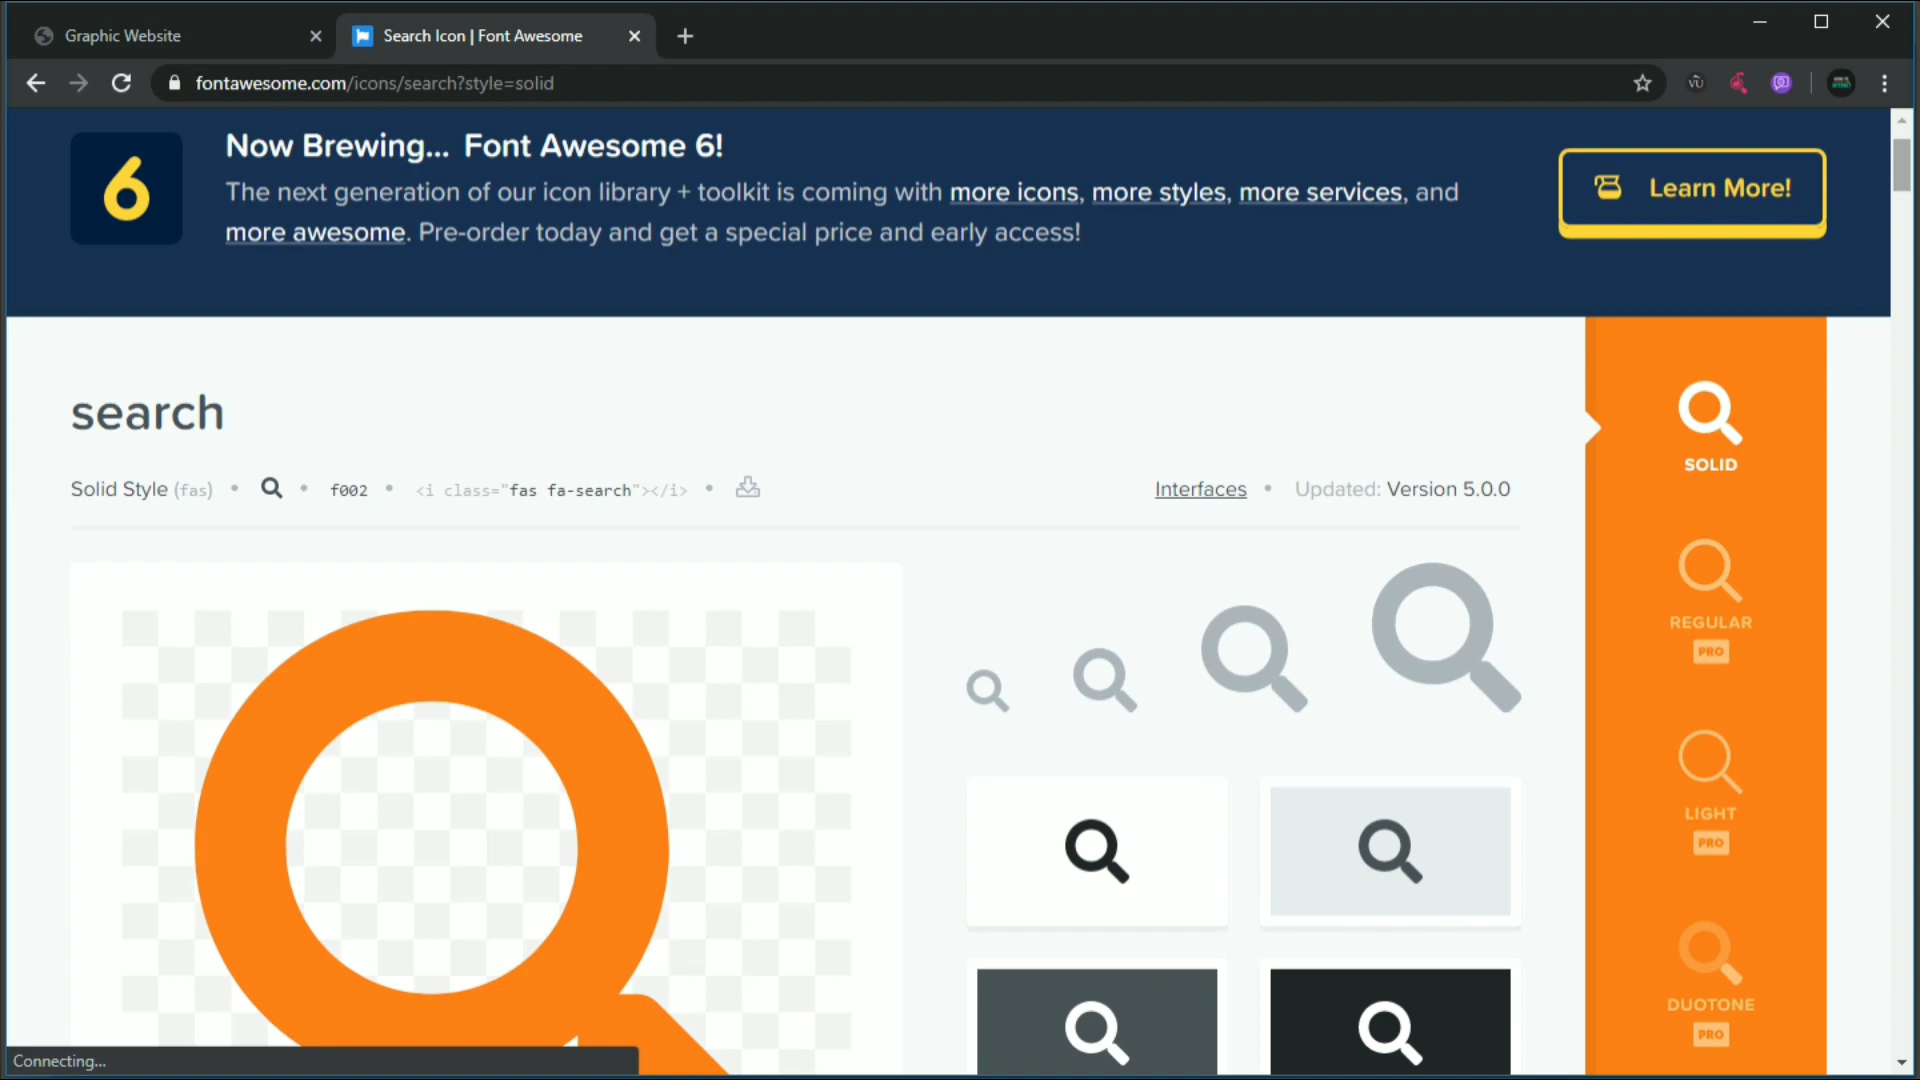 Graphic Website
Search Icon | Font Awesome
fontawesome.com/icons/search?style=solid
6
Now Brewing... Font Awesome 6!
The next generation of our icon library + toolkit is coming with more icons, more styles, more services, and
more awesome. Pre-order today and get a special price and early access!
Learn More!
search
Solid Style (fas) • • f002 • <i class="fas fa-search"></i> •
Interfaces • Updated: Version 5.0.0
SOLID
REGULAR
PRO
LIGHT
PRO
DUOTONE
PRO
Connecting...